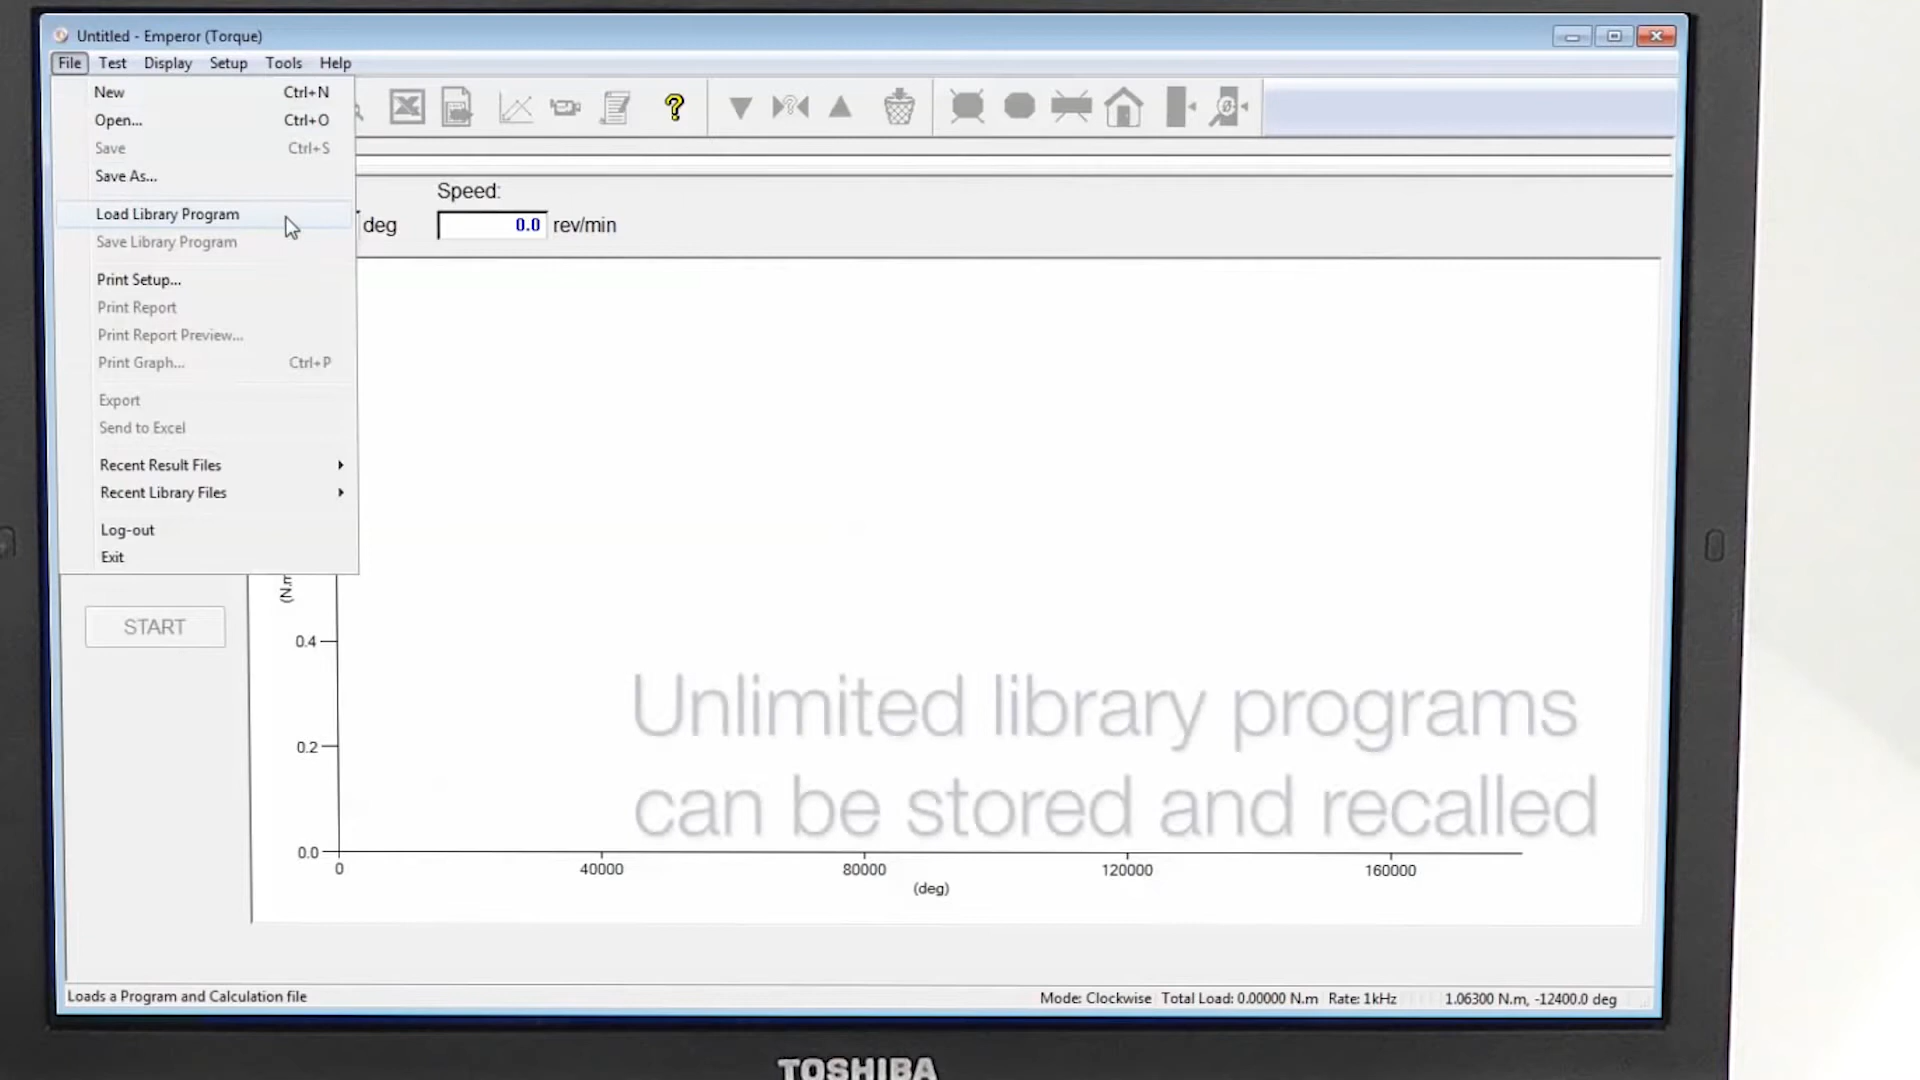 Untitled - Emperor (Torque)
File Test Display Setup Tools Help
New Ctrl+N
Open... Ctrl+O
Save Ctrl+S
Save As...
Load Library Program
Save Library Program
Print Setup...
Print Report
Print Report Preview...
Print Graph... Ctrl+P
Export
Send to Excel
Recent Result Files
Recent Library Files
Log-out
Exit
Speed:
deg 0.0 rev/min
START
(N.m
0.4
0.2
0.0
0 40000 80000 120000 160000
(deg)
Unlimited library programs
can be stored and recalled
Loads a Program and Calculation file
Mode: Clockwise Total Load: 0.00000 N.m Rate: 1kHz 1.06300 N.m, -12400.0 deg
TOSHIBA